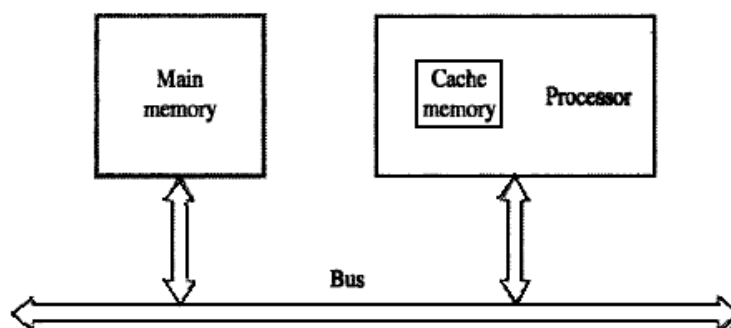 Main
memory
Cache
memory
Processor
Bus